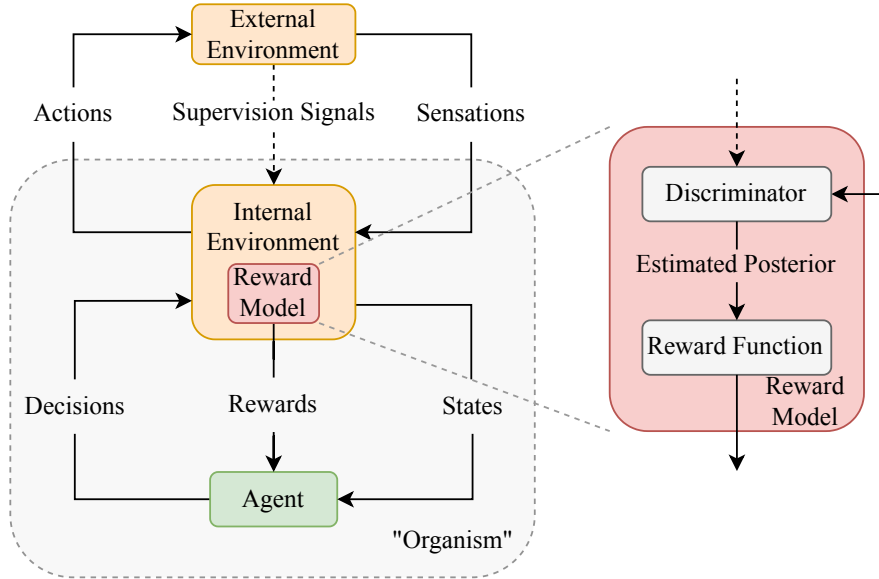 External
Environment
Actions
Supervision Signals
Sensations
Internal
Environment
Reward
Model
Decisions
Rewards
States
Agent
"Organism"
Discriminator
Estimated Posterior
Reward Function
Reward
Model